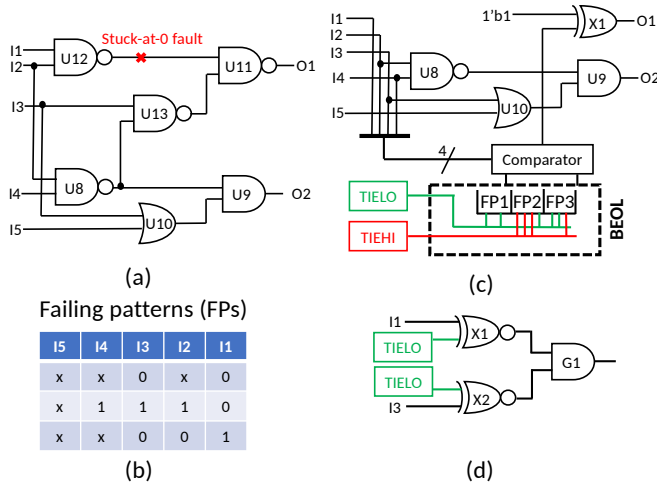 Stuck-at-0 fault
I1
I2
U12
U11
O1
I3
U13
I4
U8
U9
O2
I5
U10
(a)
Failing patterns (FPs)
I5 I4 I3 I2 I1
x x 0 x 0
x 1 1 1 0
x x 0 0 1
(b)
I1
I2
I3
I4
I5
1'b1
X1
O1
U8
U9
O2
U10
4
Comparator
TIELO
TIEHI
FP1 FP2 FP3
BEOL
(c)
I1
X1
TIELO
TIELO
G1
X2
I3
(d)